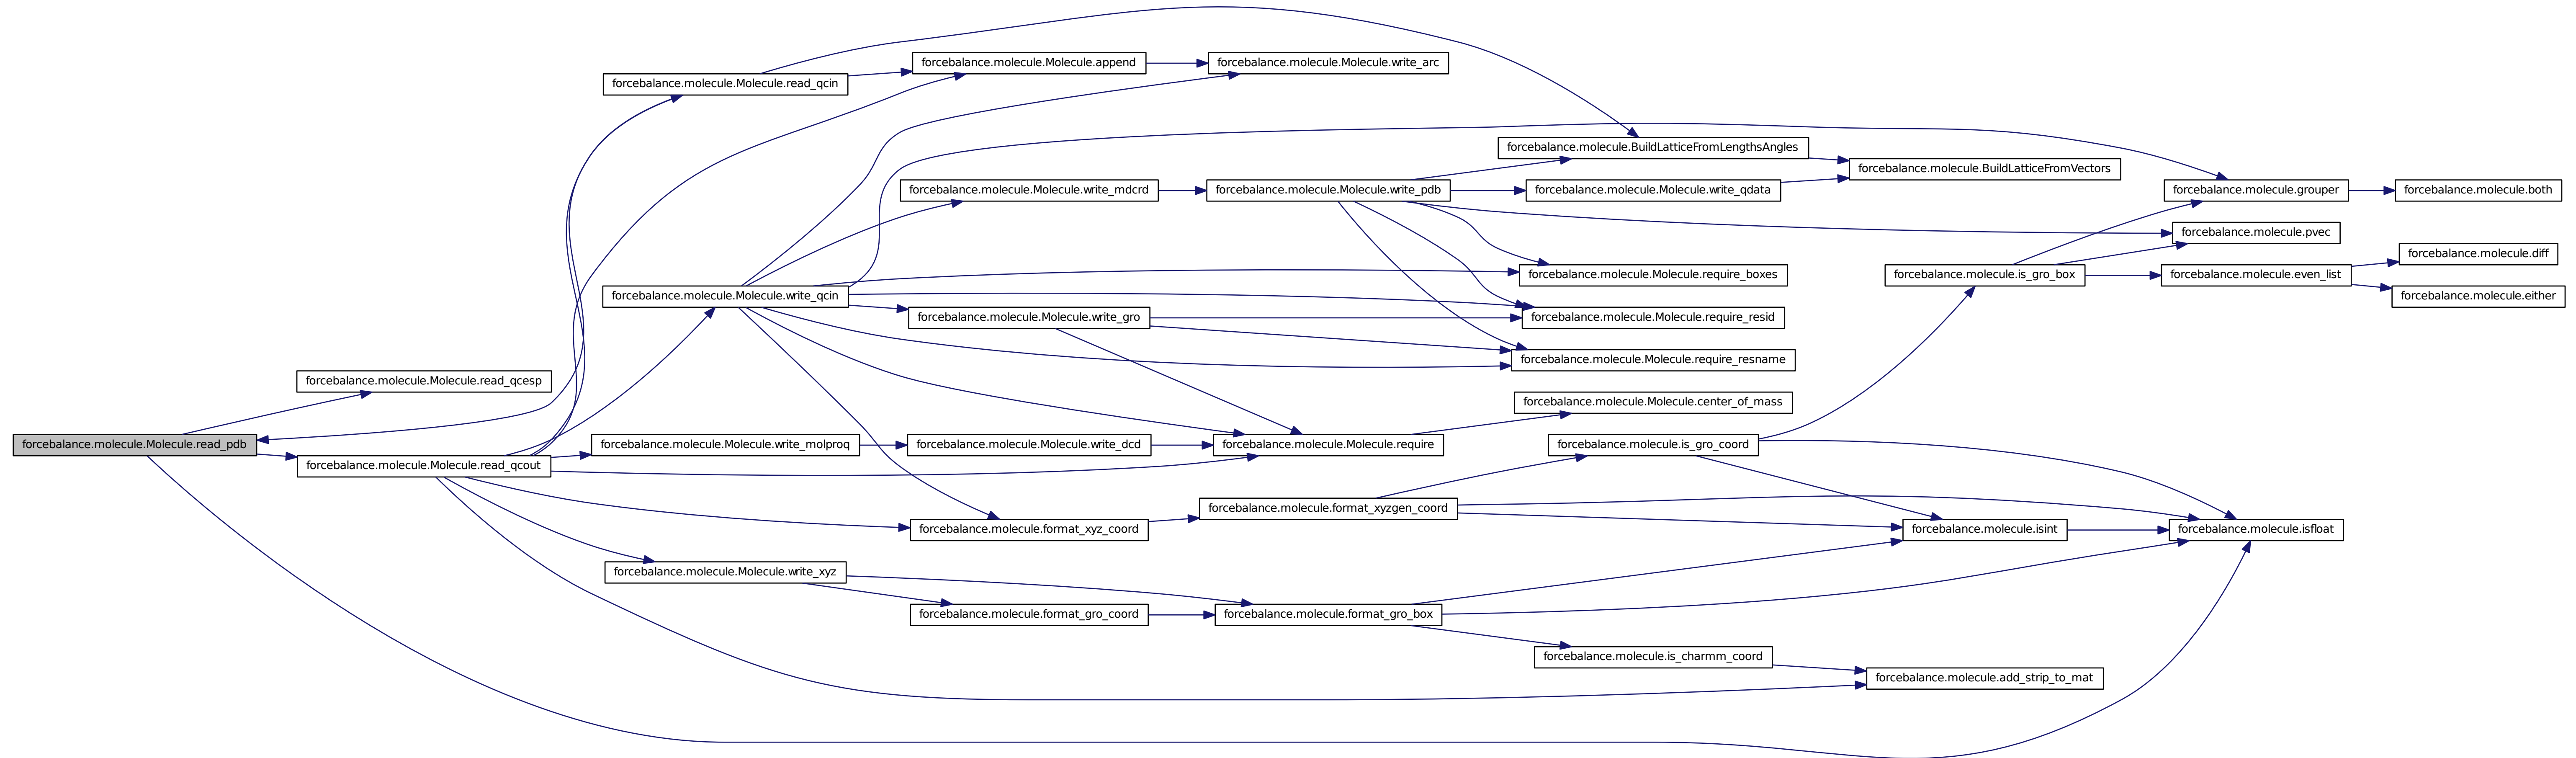 forcebalance.molecule.Molecule.read_pdb
forcebalance.molecule.Molecule.read_qcesp
forcebalance.molecule.Molecule.read_qcout
forcebalance.molecule.Molecule.read_qcin
forcebalance.molecule.Molecule.write_qcin
forcebalance.molecule.Molecule.write_molproq
forcebalance.molecule.Molecule.write_xyz
forcebalance.molecule.Molecule.append
forcebalance.molecule.Molecule.write_mdcrd
forcebalance.molecule.Molecule.write_gro
forcebalance.molecule.Molecule.write_dcd
forcebalance.molecule.format_xyz_coord
forcebalance.molecule.format_gro_coord
forcebalance.molecule.Molecule.write_arc
forcebalance.molecule.Molecule.write_pdb
forcebalance.molecule.Molecule.require
forcebalance.molecule.format_xyzgen_coord
forcebalance.molecule.format_gro_box
forcebalance.molecule.BuildLatticeFromLengthsAngles
forcebalance.molecule.Molecule.write_qdata
forcebalance.molecule.Molecule.require_boxes
forcebalance.molecule.Molecule.require_resid
forcebalance.molecule.Molecule.require_resname
forcebalance.molecule.Molecule.center_of_mass
forcebalance.molecule.is_gro_coord
forcebalance.molecule.is_charmm_coord
forcebalance.molecule.BuildLatticeFromVectors
forcebalance.molecule.is_gro_box
forcebalance.molecule.isint
forcebalance.molecule.add_strip_to_mat
forcebalance.molecule.grouper
forcebalance.molecule.pvec
forcebalance.molecule.even_list
forcebalance.molecule.isfloat
forcebalance.molecule.both
forcebalance.molecule.diff
forcebalance.molecule.either